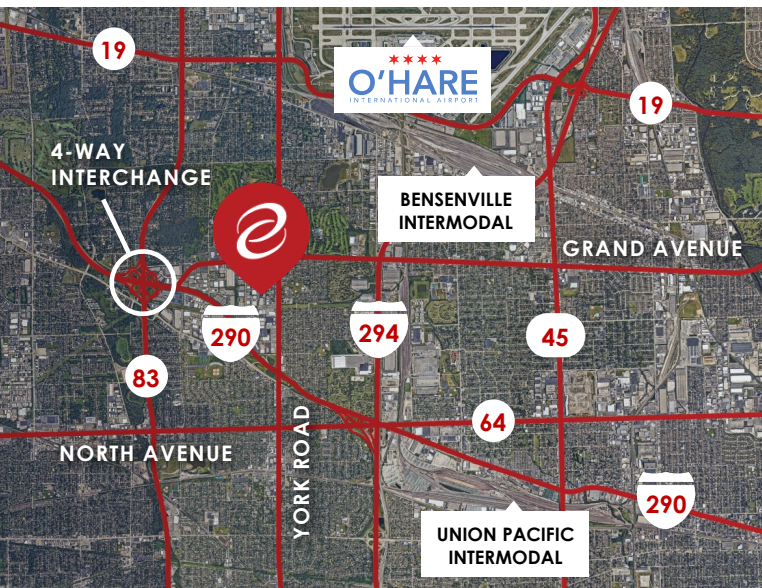 19
O'HARE
INTERNATIONAL AIRPORT
19
4-WAY
INTERCHANGE
BENSENVILLE
INTERMODAL
GRAND AVENUE
290
294
45
83
64
NORTH AVENUE
YORK ROAD
290
UNION PACIFIC
INTERMODAL